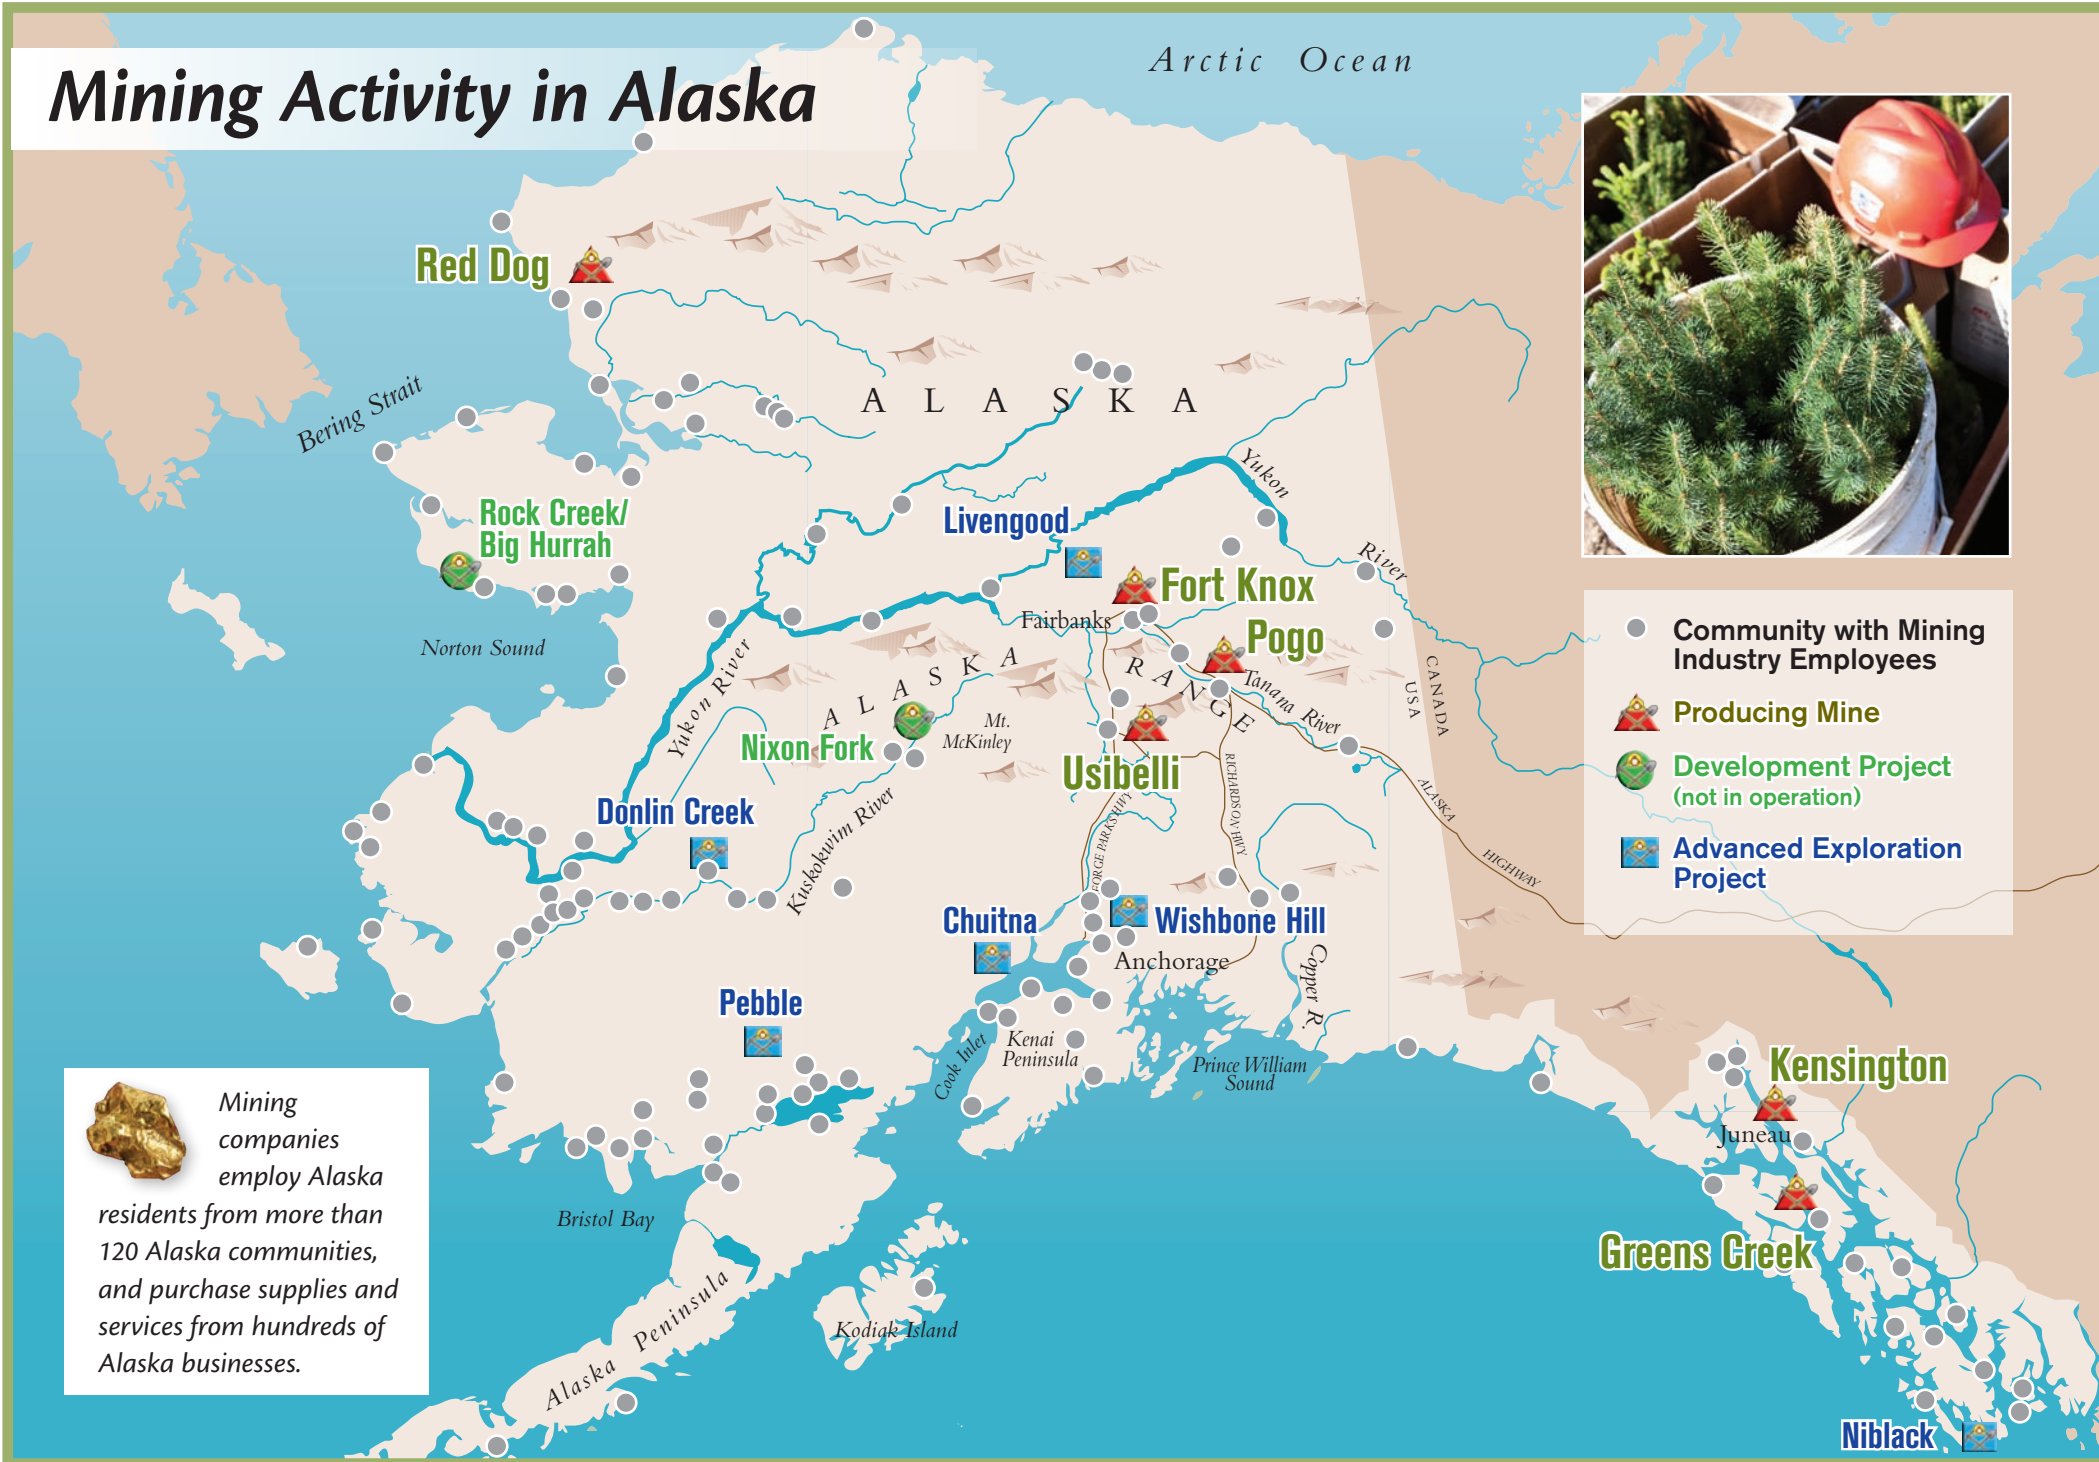 Mining Activity in Alaska
Arctic Ocean
Red Dog
Bering Strait
A L A S K A
Yukon
River
Rock Creek/
Big Hurrah
Livengood
Fort Knox
Fairbanks
Pogo
Norton Sound
Yukon River
ALASKA
RANGE
Tanana River
CANADA
USA
Mt.
McKinley
Nixon Fork
Usibelli
Donlin Creek
Kuskokwim River
RICHARDSON HWY
ORGE PARKS HWY
ALASKA
HIGHWAY
Chuitna
Wishbone Hill
Anchorage
Copper R.
Pebble
Cook Inlet
Kenai
Peninsula
Prince William
Sound
Kensington
Juneau
Greens Creek
Bristol Bay
Alaska Peninsula
Kodiak Island
Niblack
Community with Mining
Industry Employees
Producing Mine
Development Project
(not in operation)
Advanced Exploration
Project
Mining
companies
employ Alaska
residents from more than
120 Alaska communities,
and purchase supplies and
services from hundreds of
Alaska businesses.